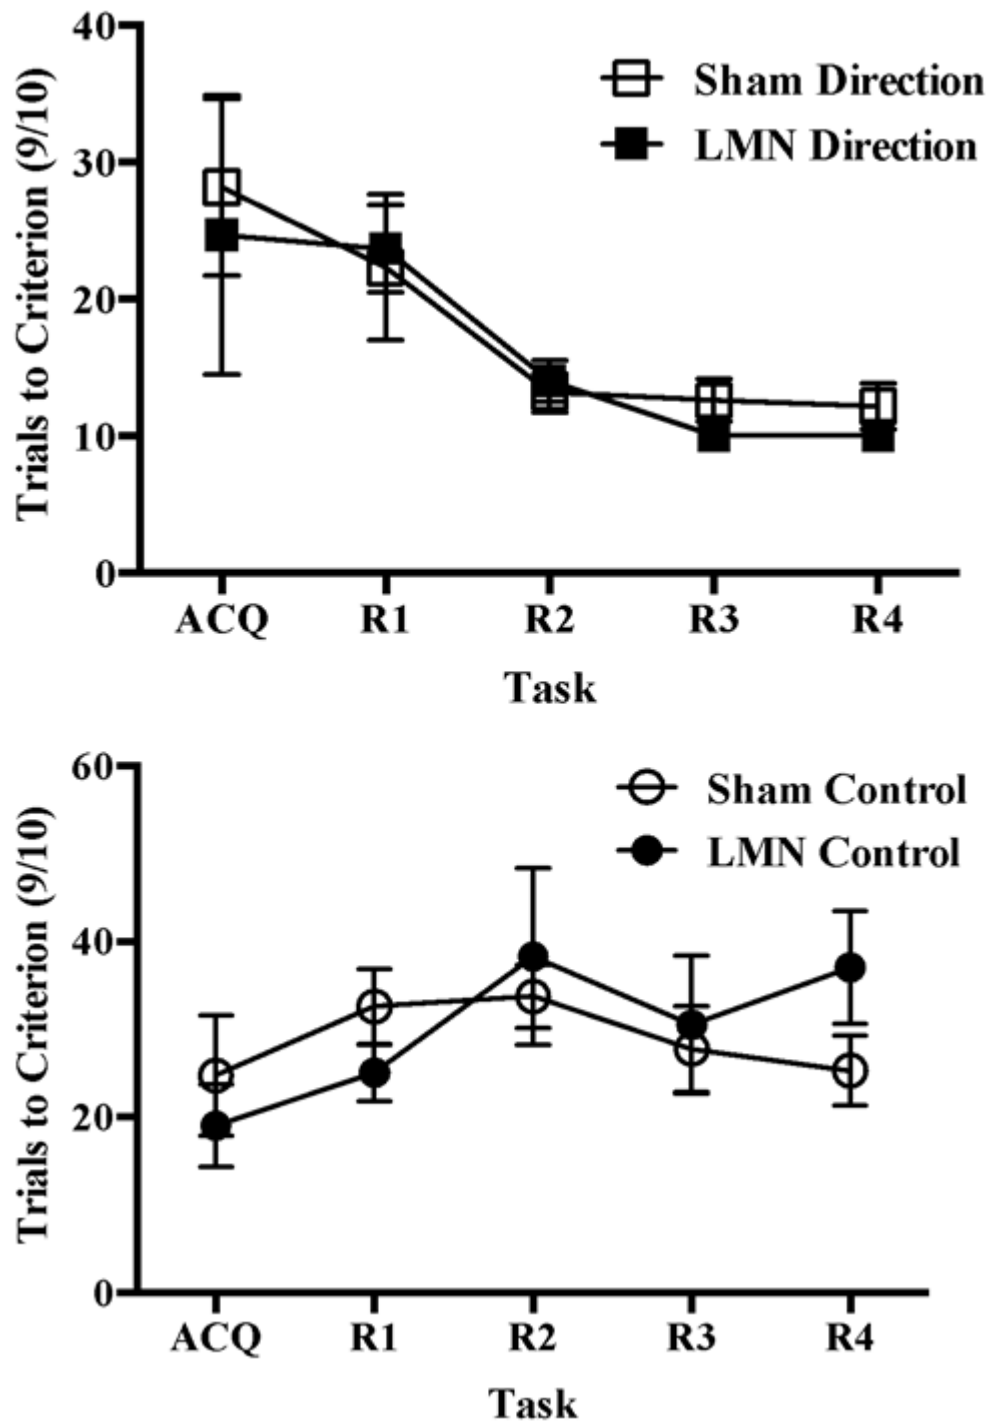 40
Sham Direction
LMN Direction
30
20
10
0
Trials to Criterion (9/10)
ACQ R1 R2 R3 R4
Task
60
Sham Control
LMN Control
40
20
0
Trials to Criterion (9/10)
ACQ R1 R2 R3 R4
Task